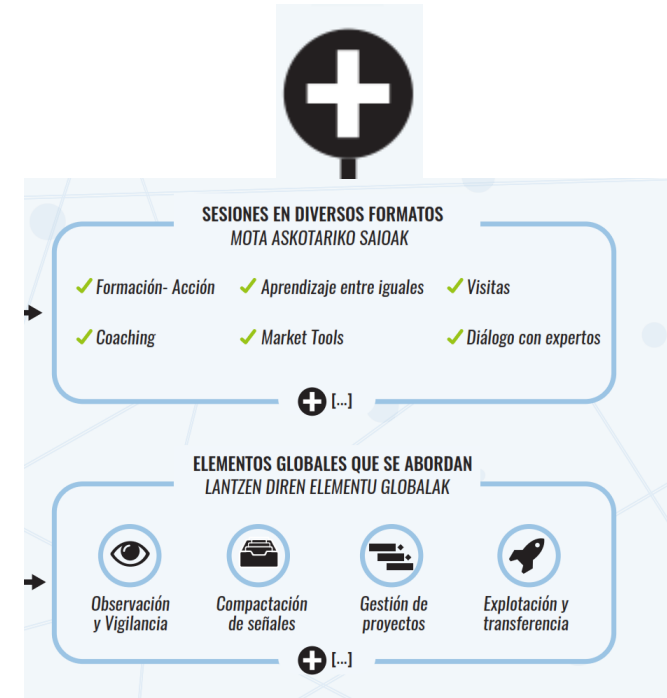 SESIONES EN DIVERSOS FORMATOS
MOTA ASKOTARIKO SAIOAK
Formación- Acción
Aprendizaje entre iguales
Visitas
Coaching
Market Tools
Diálogo con expertos
[...]
ELEMENTOS GLOBALES QUE SE ABORDAN
LANTZEN DIREN ELEMENTU GLOBALAK
Observación
y Vigilancia
Compactación
de señales
Gestión de
proyectos
Explotación y
transferencia
[...]